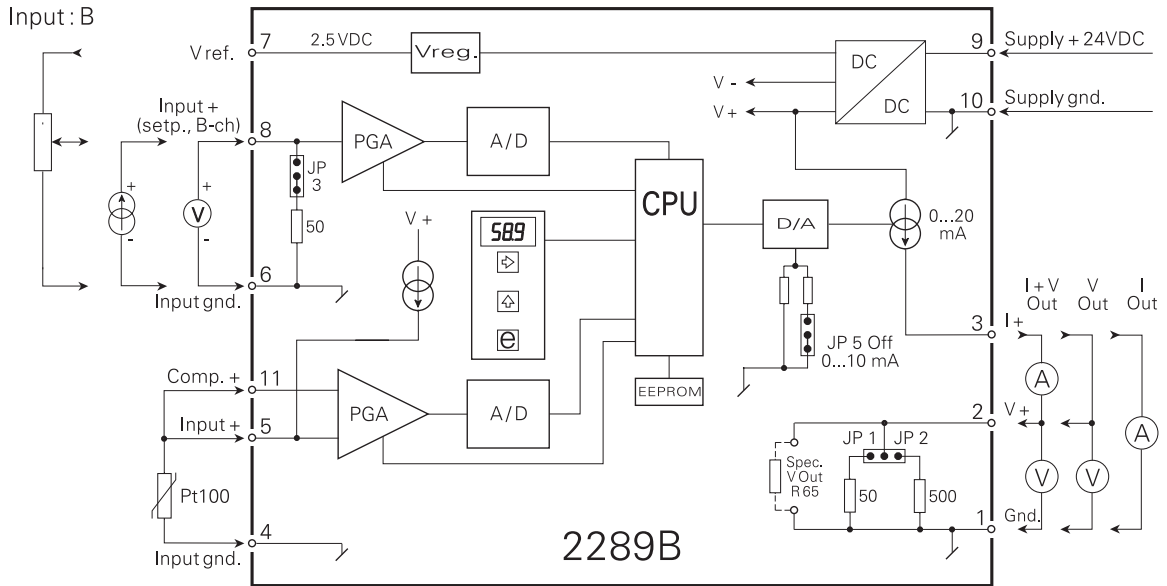 Input : B
V ref.
7
2.5 VDC
Vreg.
DC
DC
9
Supply + 24VDC
V -
V +
10
Supply gnd.
Input +
(setp., B-ch)
8
PGA
A/D
JP
3
50
+
-
+
V
-
CPU
58.9
e
V +
D/A
0...20
mA
6
Input gnd.
JP 5 Off
0...10 mA
I + V
Out
V
Out
I
Out
3
I +
A
A
Comp. +
11
Input +
5
PGA
A/D
EEPROM
2
V +
JP 1
JP 2
Spec.
V Out
R 65
50
500
V
V
Pt100
4
Input gnd.
1
Gnd.
2289B